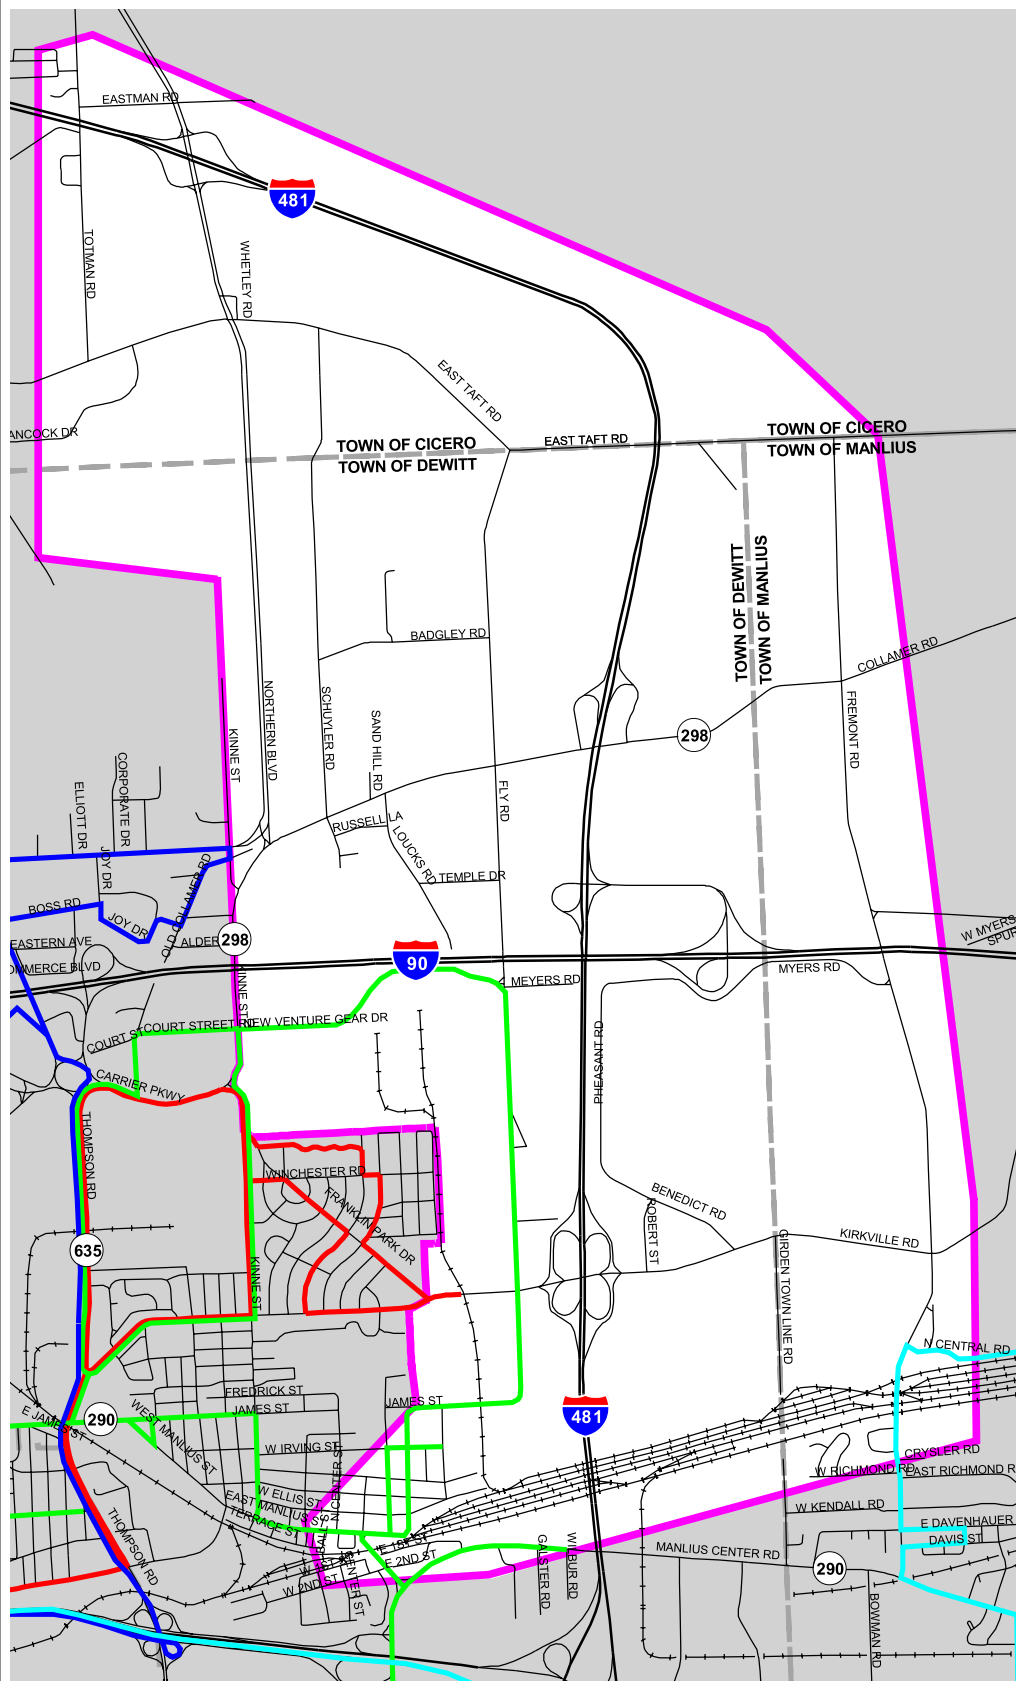 EASTMAN RD
481
TOTMAN RD
WHETLEY RD
EAST TAFT RD
ANCOCK DR
TOWN OF CICERO
TOWN OF DEWITT
EAST TAFT RD
TOWN OF CICERO
TOWN OF MANLIUS
TOWN OF DEWITT
TOWN OF MANLIUS
BADGLEY RD
COLLAMER RD
NORTHERN BLVD
SCHUYLER RD
SAND HILL RD
KINNE ST
FREMONT RD
298
CORPORATE DR
ELLIOTT DR
FLY RD
RUSSELL LA
LOUCKS RD
JOY DR
OLD COLLAMER RD
TEMPLE DR
BOSS RD
JOY DR
EASTERN AVE
ALDER
298
W MYERS
SPUR
OMMERCE BLVD
90
MYERS RD
KINNE ST
MEYERS RD
COURT ST
COURT STREET RD
NEW VENTURE GEAR DR
PHEASANT RD
CARRIER PKWY
THOMPSON RD
WINCHESTER RD
FRANKLIN PARK DR
BENEDICT RD
ROBERT ST
635
KINNE ST
GIRDEN TOWN LINE RD
KIRKVILLE RD
N CENTRAL RD
FREDRICK ST
JAMES ST
JAMES ST
E JAMES ST
290
WEST MANLIUS ST
481
W IRVING ST
N CENTER ST
CRYSLER RD
W RICHMOND RD
EAST RICHMOND R
W ELLIS ST
EAST MANLIUS ST
TERRACE ST
W KENDALL RD
E DAVENHAUER
DAVIS ST
THOMPSON RD
E 1ST ST
E 2ND ST
W 2ND ST
CENTER ST
GALSTER RD
WILBUR RD
MANLIUS CENTER RD
290
BOWMAN RD